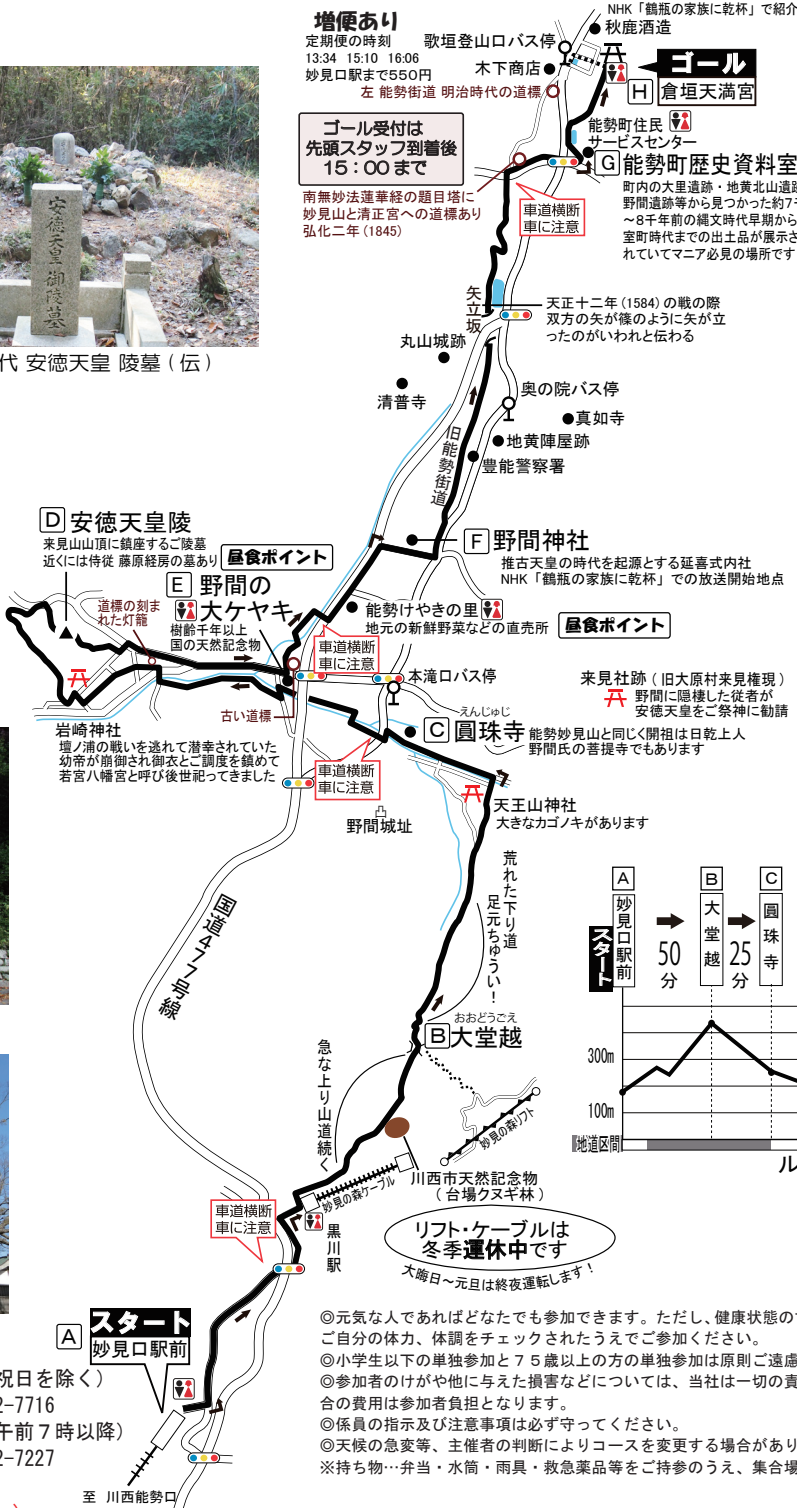 NHK「鶴瓶の家族に乾杯」で紹介
秋鹿酒造
増便あり
定期便の時刻
13:34 15:10 16:06
妙見口駅まで550円
歌垣登山口バス停
木下商店
左 能勢街道 明治時代の道標
ゴール
H 倉垣天満宮
ゴール受付は
先頭スタッフ到着後
15:00 まで
能勢町住民
サービスセンター
G 能勢町歴史資料室
町内の大里遺跡・地黄北山遺跡
野間遺跡等から見つかった約7千
～8千年前の縄文時代早期から
室町時代までの出土品が展示さ
れていてマニア必見の場所です
南無妙法蓮華経の題目塔に
妙見山と清正宮への道標あり
弘化二年(1845)
車道横断
車に注意
安徳天皇御陵墓
代 安徳天皇 陵墓(伝)
矢立坂
天正十二年(1584)の戦の際
双方の矢が篠のように矢が立
ったのがいわれと伝わる
丸山城跡
清普寺
奥の院バス停
真如寺
地黄陣屋跡
豊能警察署
旧能勢街道
D 安徳天皇陵
来見山山頂に鎮座するご陵墓
近くには侍従 藤原経房の墓あり
昼食ポイント
F 野間神社
推古天皇の時代を起源とする延喜式内社
NHK「鶴瓶の家族に乾杯」での放送開始地点
E 野間の
大ケヤキ
樹齢千年以上
国の天然記念物
道標の刻ま
れた灯籠
能勢けやきの里
地元の新鮮野菜などの直売所
昼食ポイント
車道横断
車に注意
本滝口バス停
来見社跡(旧大原村来見権現)
野間に隠棲した従者が
安徳天皇をご祭神に勧請
古い道標
岩崎神社
壇ノ浦の戦いを逃れて潜幸されていた
幼帝が崩御され御衣とご調度を鎮めて
若宮八幡宮と呼び後世祀ってきました
えんじゅじ
C 圓珠寺
能勢妙見山と同じく開祖は日乾上人
野間氏の菩提寺でもあります
車道横断
車に注意
野間城址
天王山神社
大きなカゴノキがあります
国道477号線
荒れた下り道
足元ちゅうい！
おおどうごえ
B 大堂越
急な上り山道続く
A B C
スタート
妙見口駅前
50分
大堂越
25分
圓珠寺
300m
100m
地道区間
ル
妙見の森リフト
川西市天然記念物
(台場クヌギ林)
妙見の森ケーブル
黒川駅
車道横断
車に注意
リフト・ケーブルは
冬季運休中です
大晦日～元旦は終夜運転します！
スタート
A 妙見口駅前
至 川西能勢口
祝日を除く）
2-7716
午前７時以降）
2-7227
◎元気な人であればどなたでも参加できます。ただし、健康状態の
ご自分の体力、体調をチェックされたうえでご参加ください。
◎小学生以下の単独参加と７５歳以上の方の単独参加は原則ご遠慮
◎参加者のけがや他に与えた損害などについては、当社は一切の責
合の費用は参加者負担となります。
◎係員の指示及び注意事項は必ず守ってください。
◎天候の急変等、主催者の判断によりコースを変更する場合があり
※持ち物…弁当・水筒・雨具・救急薬品等をご持参のうえ、集合場